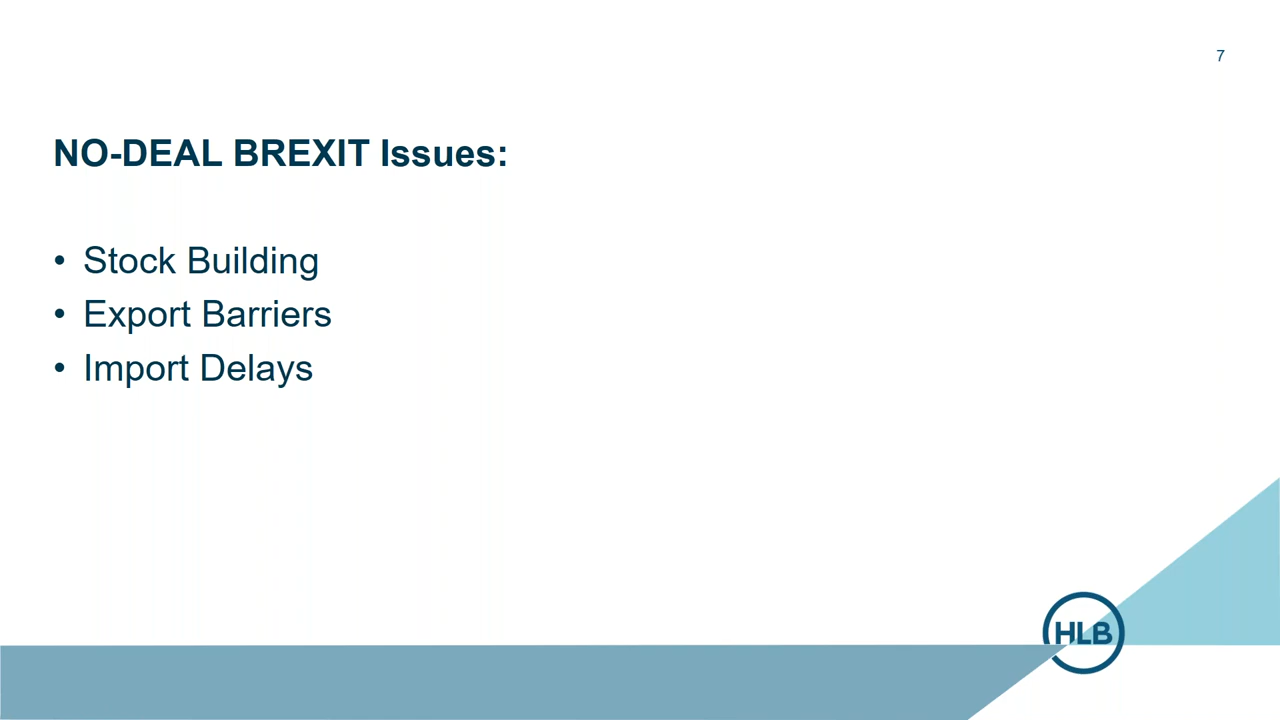 7
NO-DEAL BREXIT Issues:
• Stock Building
• Export Barriers
• Import Delays
HLB